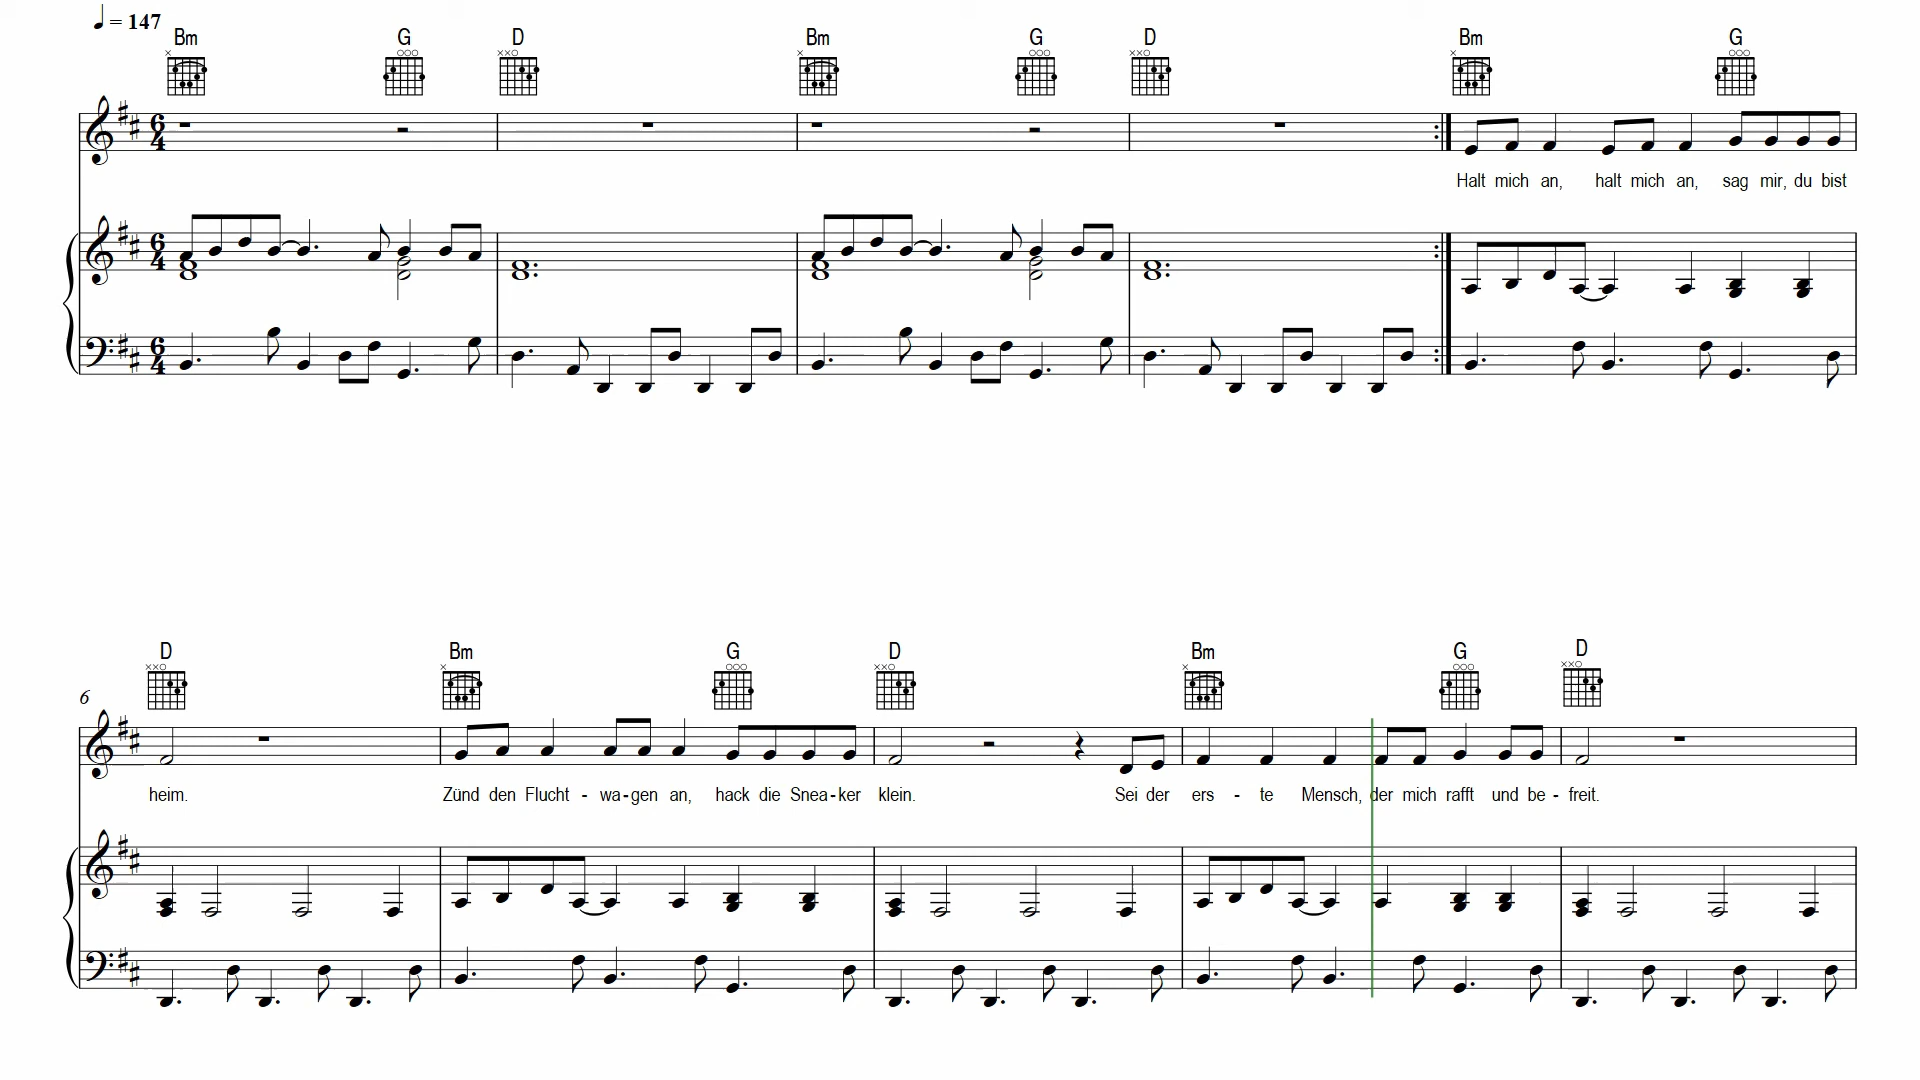 ♩ = 147
Bm G D Bm G D Bm G
6/4
Halt mich an, halt mich an, sag mir, du bist
6/4
6/4
D Bm G D Bm G D
6
heim. Zünd den Flucht - wa - gen an, hack die Snea - ker klein. Sei der ers - te Mensch, der mich rafft und be - freit.